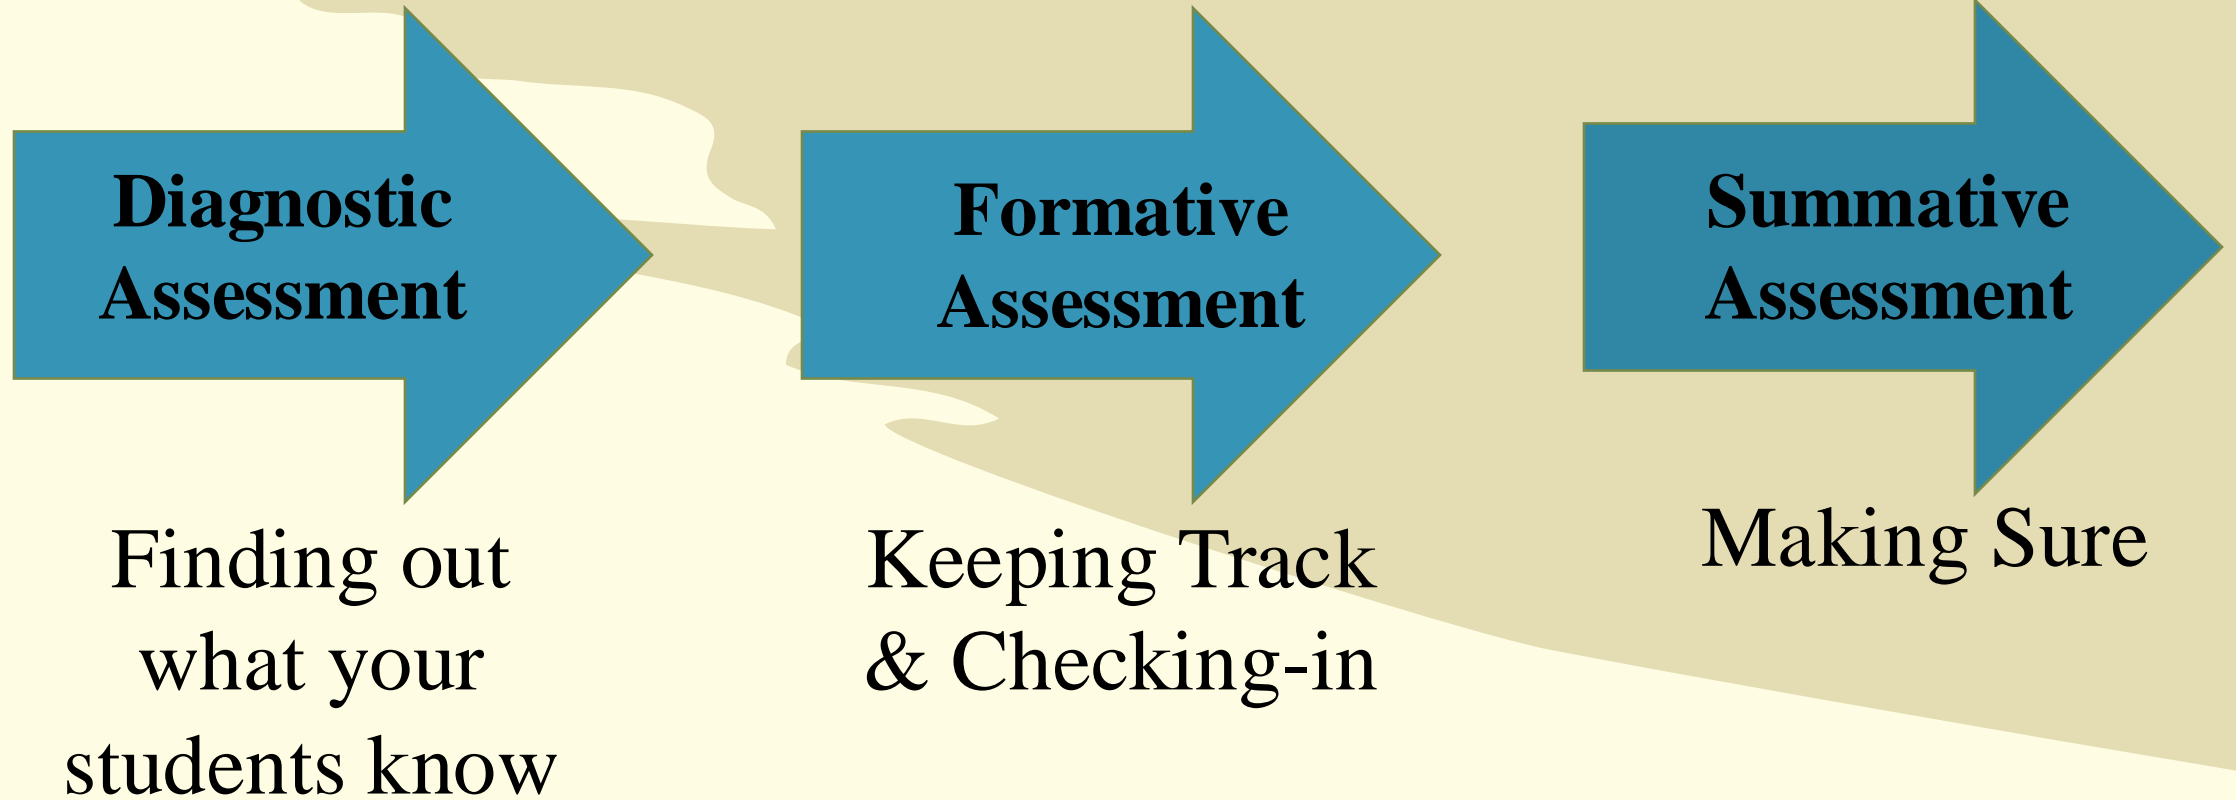 Diagnostic
Assessment
Finding out
what your
students know
Formative
Assessment
Keeping Track
& Checking-in
Summative
Assessment
Making Sure